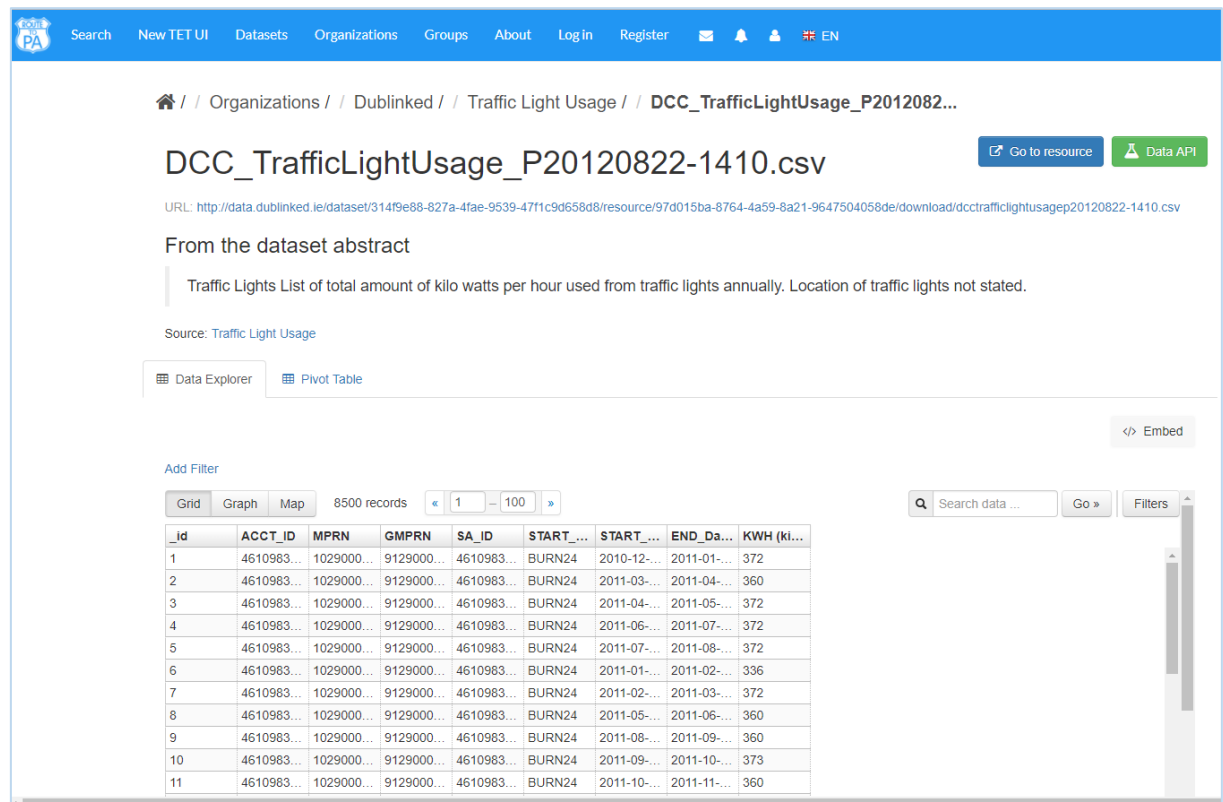 ROUTE TO PA Search New TET UI Datasets Organizations Groups About Log in Register EN
/ / Organizations / / Dublinked / / Traffic Light Usage / / DCC_TrafficLightUsage_P2012082...
DCC_TrafficLightUsage_P20120822-1410.csv Go to resource Data API
URL: http://data.dublinked.ie/dataset/314f9e88-827a-4fae-9539-47f1c9d658d8/resource/97d015ba-8764-4a59-8a21-9647504058de/download/dcctrafficlightusagep20120822-1410.csv
From the dataset abstract
Traffic Lights List of total amount of kilo watts per hour used from traffic lights annually. Location of traffic lights not stated.
Source: Traffic Light Usage
Data Explorer Pivot Table
</> Embed
Add Filter
Grid Graph Map 8500 records « 1 – 100 » Search data ... Go » Filters
_id ACCT_ID MPRN GMPRN SA_ID START_... START_... END_Da... KWH (ki...
1 4610983... 1029000... 9129000... 4610983... BURN24 2010-12-... 2011-01-... 372
2 4610983... 1029000... 9129000... 4610983... BURN24 2011-03-... 2011-04-... 360
3 4610983... 1029000... 9129000... 4610983... BURN24 2011-04-... 2011-05-... 372
4 4610983... 1029000... 9129000... 4610983... BURN24 2011-06-... 2011-07-... 372
5 4610983... 1029000... 9129000... 4610983... BURN24 2011-07-... 2011-08-... 372
6 4610983... 1029000... 9129000... 4610983... BURN24 2011-01-... 2011-02-... 336
7 4610983... 1029000... 9129000... 4610983... BURN24 2011-02-... 2011-03-... 372
8 4610983... 1029000... 9129000... 4610983... BURN24 2011-05-... 2011-06-... 360
9 4610983... 1029000... 9129000... 4610983... BURN24 2011-08-... 2011-09-... 360
10 4610983... 1029000... 9129000... 4610983... BURN24 2011-09-... 2011-10-... 373
11 4610983... 1029000... 9129000... 4610983... BURN24 2011-10-... 2011-11-... 360